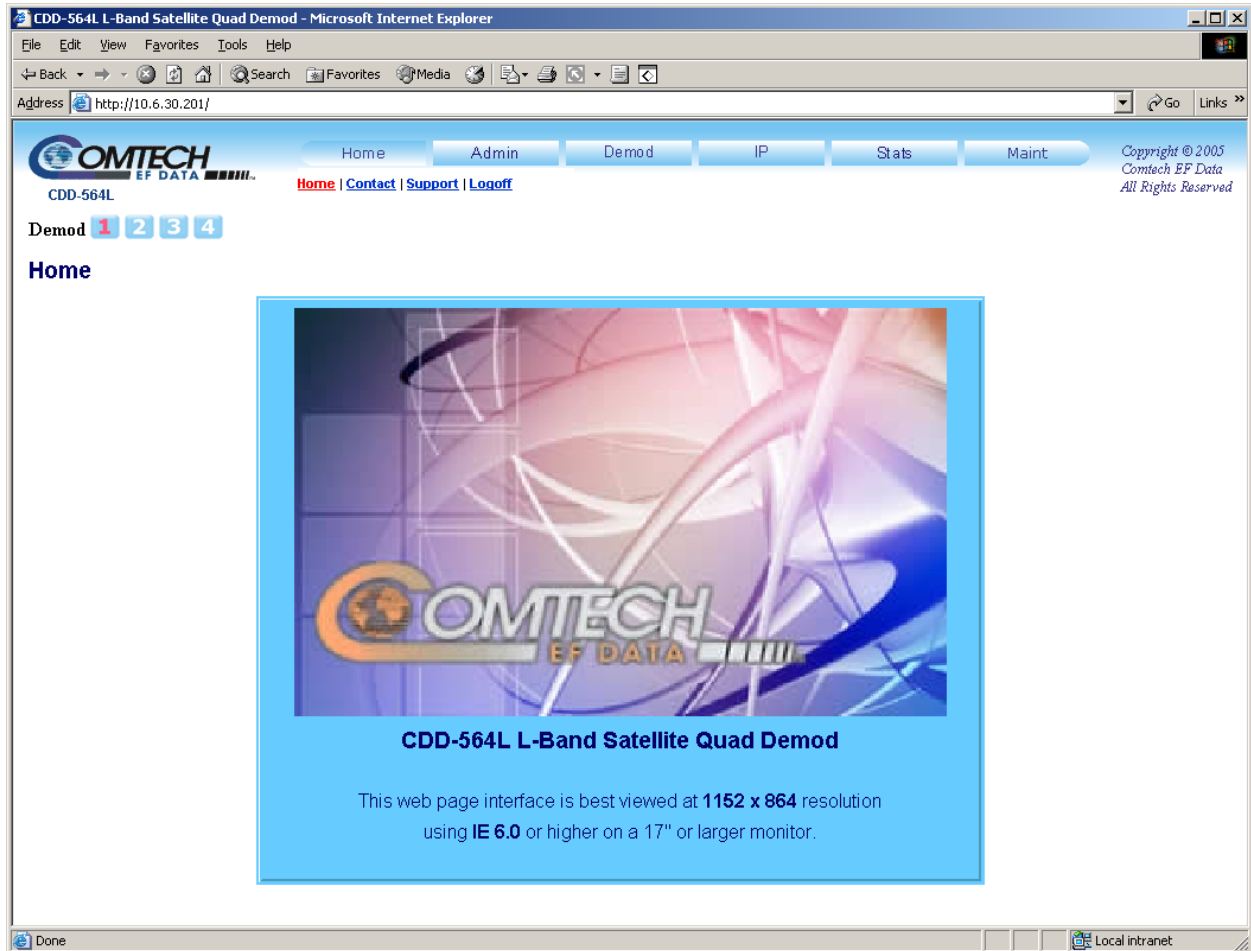 CDD-564L L-Band Satellite Quad Demod - Microsoft Internet Explorer
File Edit View Favorites Tools Help
Back Search Favorites Media
Address http://10.6.30.201/ Go Links »
COMTECH
EF DATA
CDD-564L
Home Admin Demod IP Stats Maint
Home | Contact | Support | Logoff
Copyright © 2005
Comtech EF Data
All Rights Reserved
Demod 1 2 3 4
Home
COMTECH
EF DATA
CDD-564L L-Band Satellite Quad Demod
This web page interface is best viewed at 1152 x 864 resolution
using IE 6.0 or higher on a 17" or larger monitor.
Done Local intranet